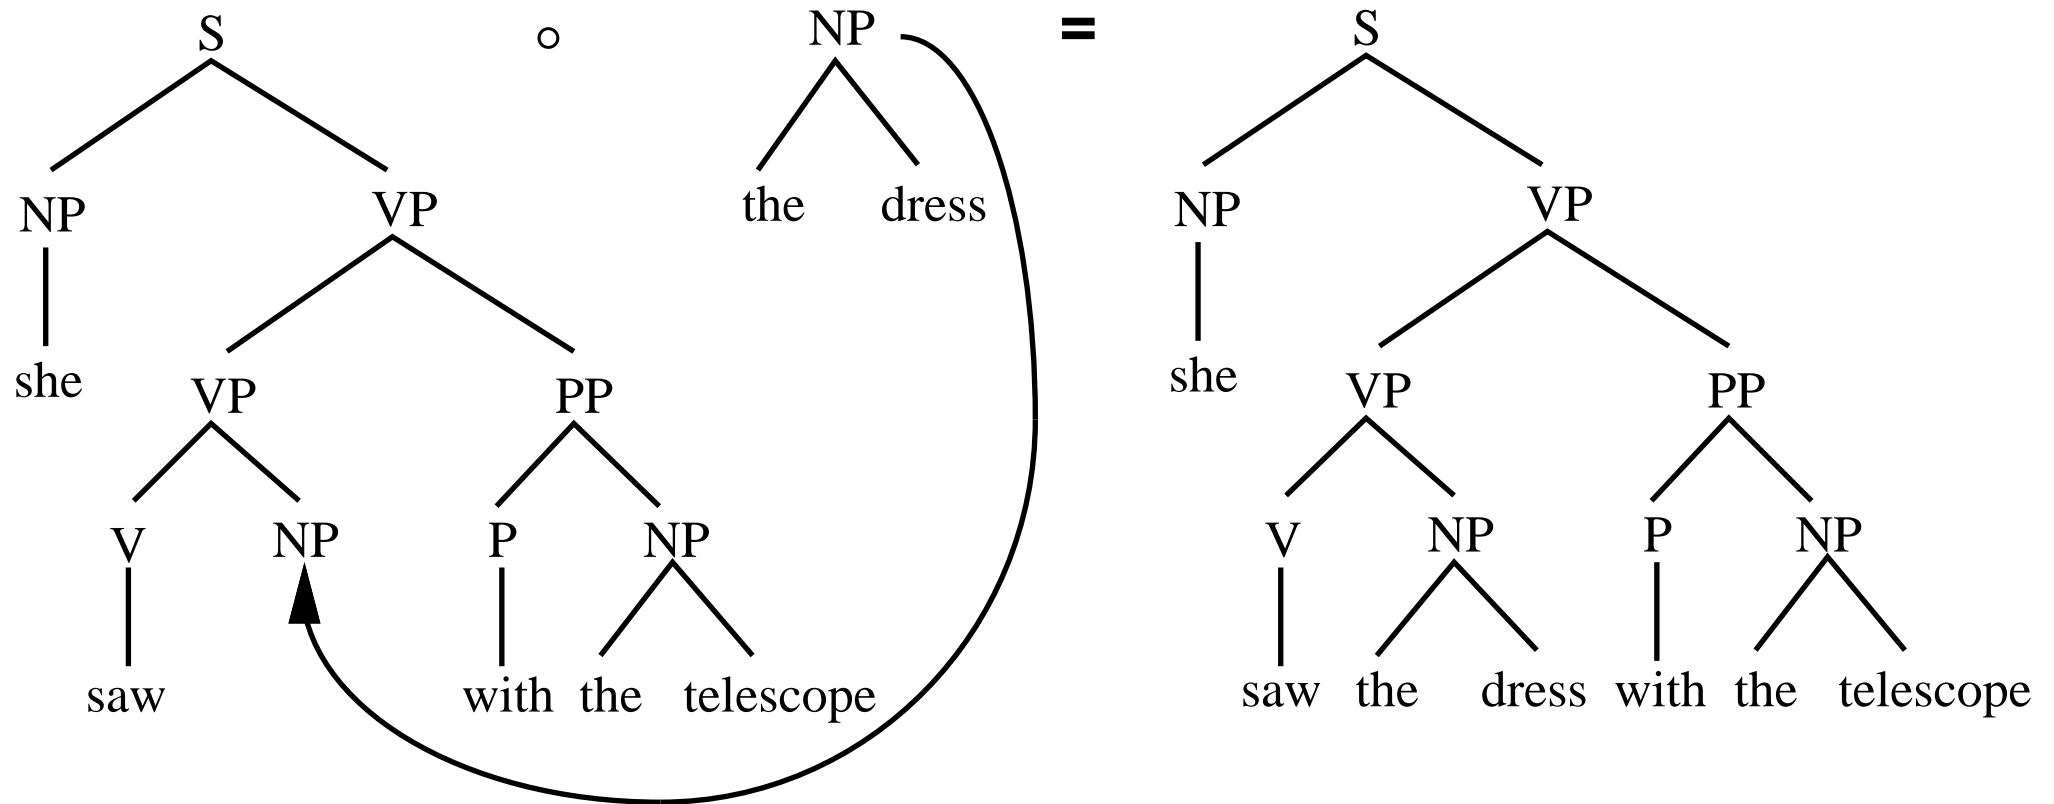 S ○ NP = S
the dress
NP VP NP VP
she VP PP she VP PP
V NP P NP V NP P NP
saw with the telescope saw the dress with the telescope